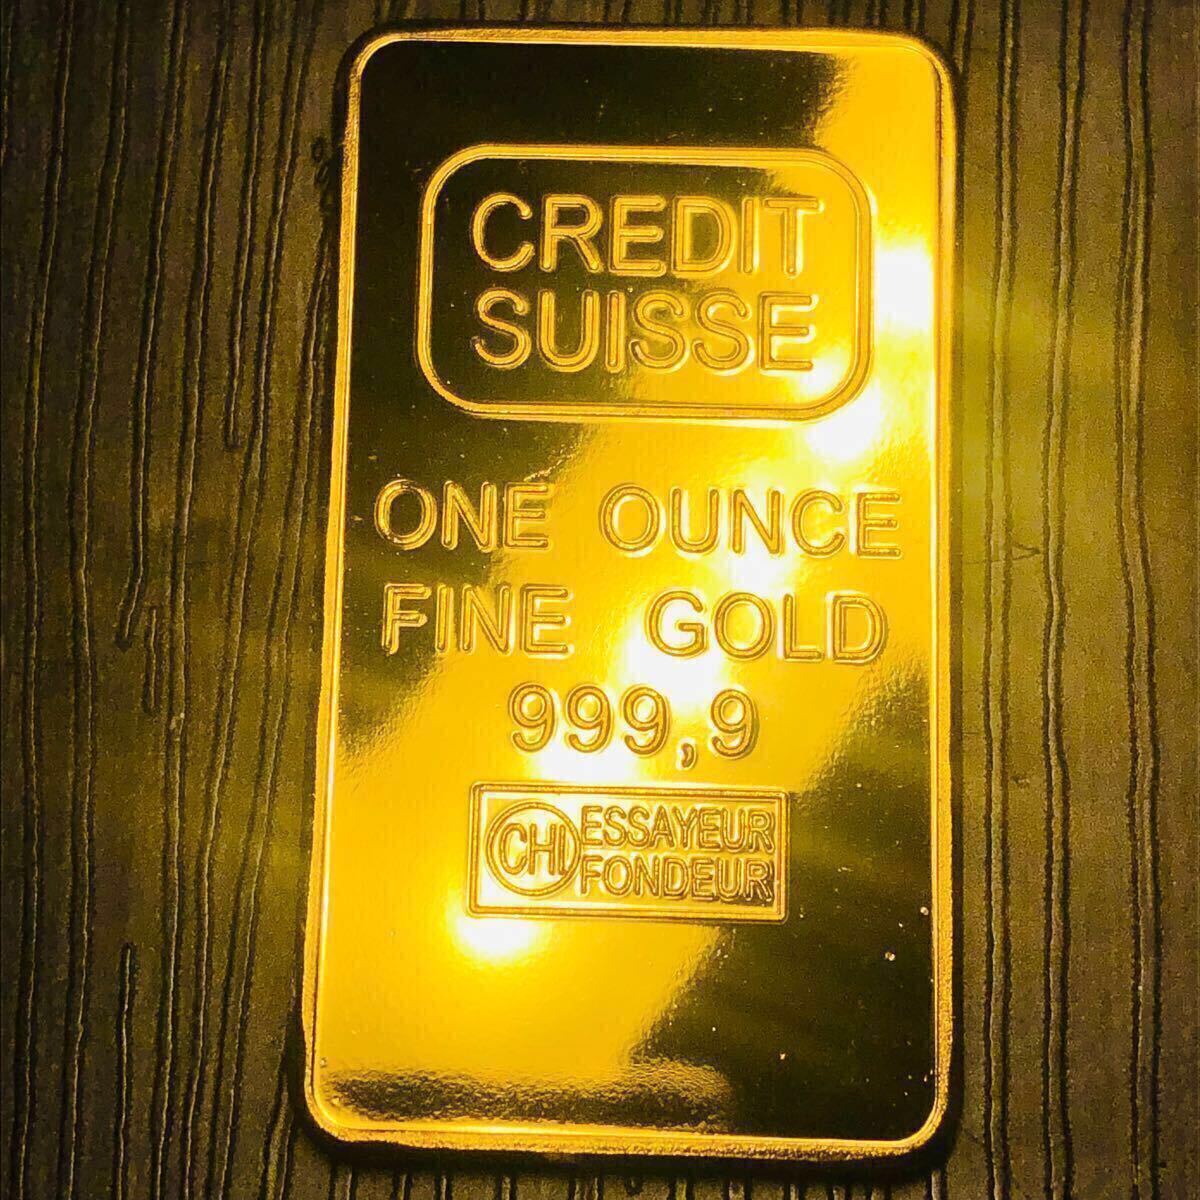 CREDIT
SUISSE
ONE OUNCE
FINE GOLD
999,9
CHI ESSAYEUR
FONDEUR